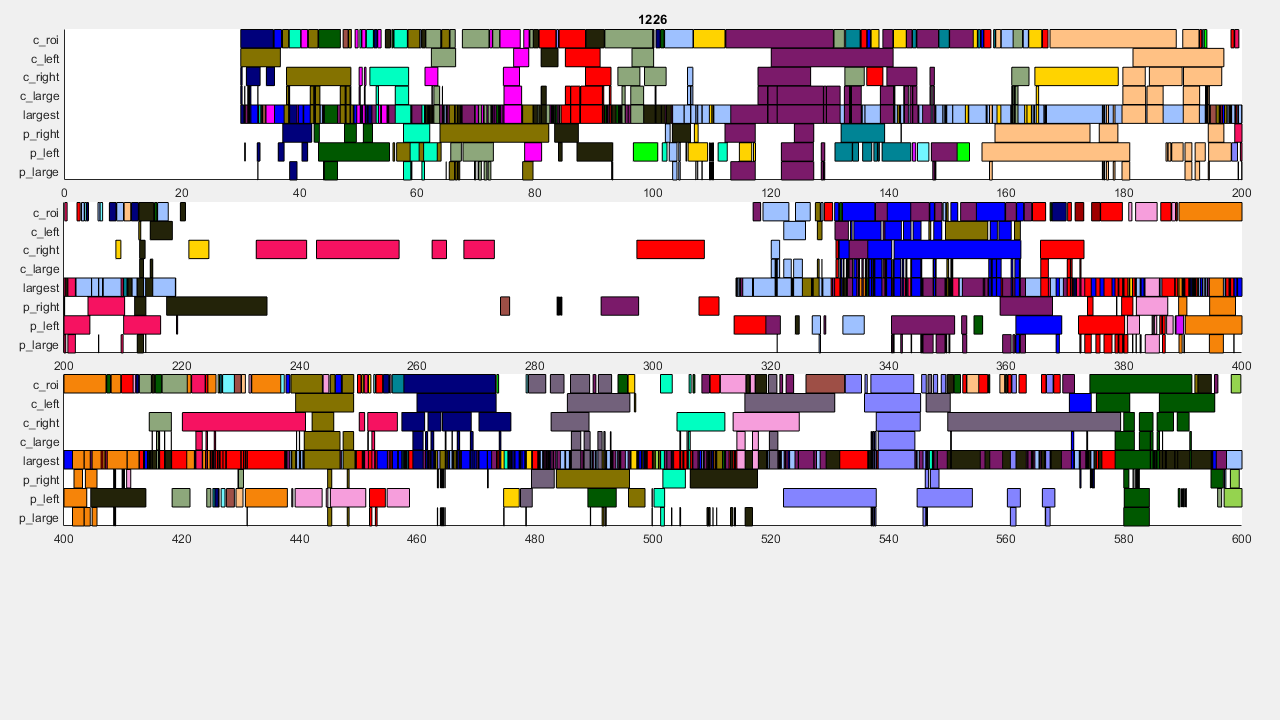 1226
c_roi
c_left
c_right
c_large
largest
p_right
p_left
p_large
0 20 40 60 80 100 120 140 160 180 200
c_roi
c_left
c_right
c_large
largest
p_right
p_left
p_large
200 220 240 260 280 300 320 340 360 380 400
c_roi
c_left
c_right
c_large
largest
p_right
p_left
p_large
400 420 440 460 480 500 520 540 560 580 600